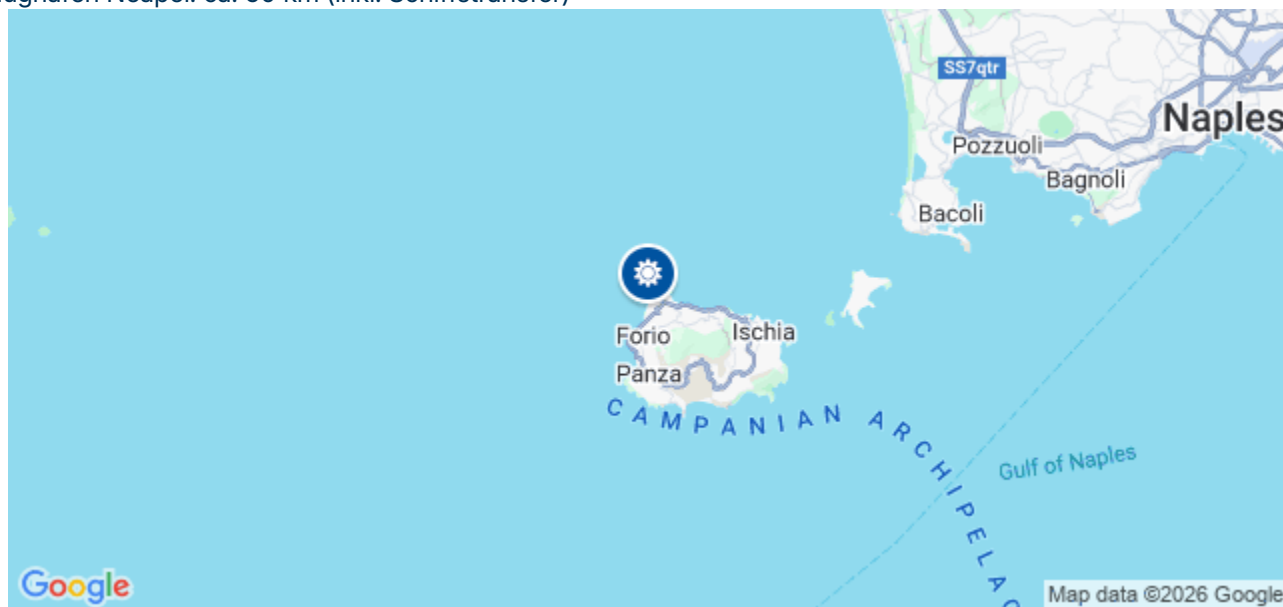 SS7qtr
Naples
Pozzuoli
Bagnoli
Bacoli
Forio
Ischia
Panza
CAMPANIAN ARCHIPELAG
Gulf of Naples
Google
Map data ©2026 Google